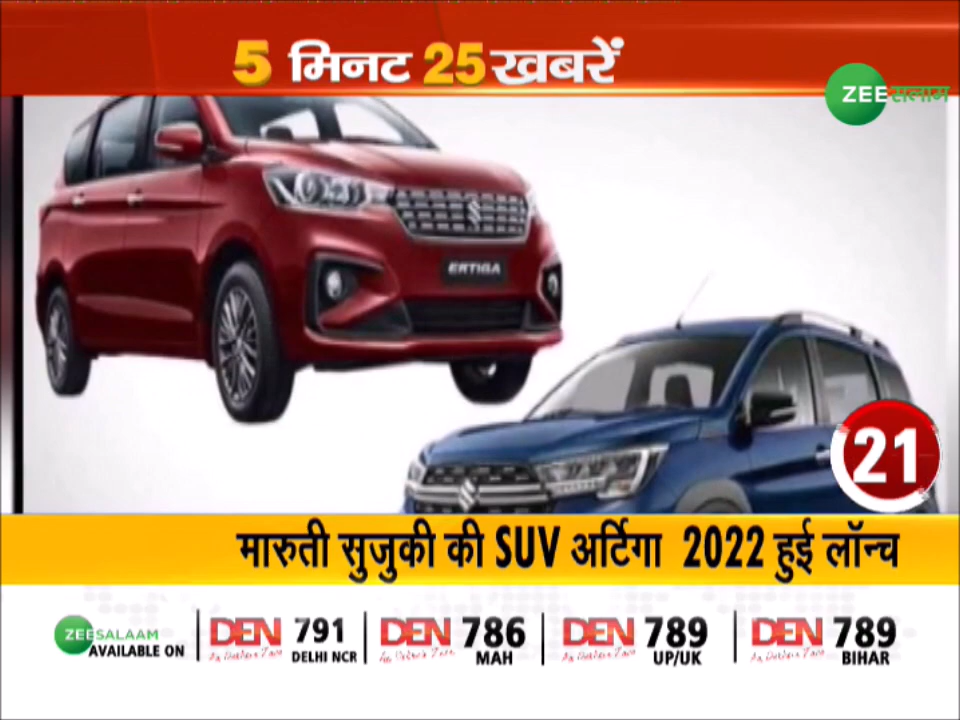 5 मिनट 25 खबरें
ZEE सलाम
ERTIGA
21
मारुती सुजुकी की SUV अर्टिगा 2022 हुई लॉन्च
ZEE SALAAM
AVAILABLE ON
DEN 791
DELHI NCR
DEN 786
MAH
DEN 789
UP/UK
DEN 789
BIHAR